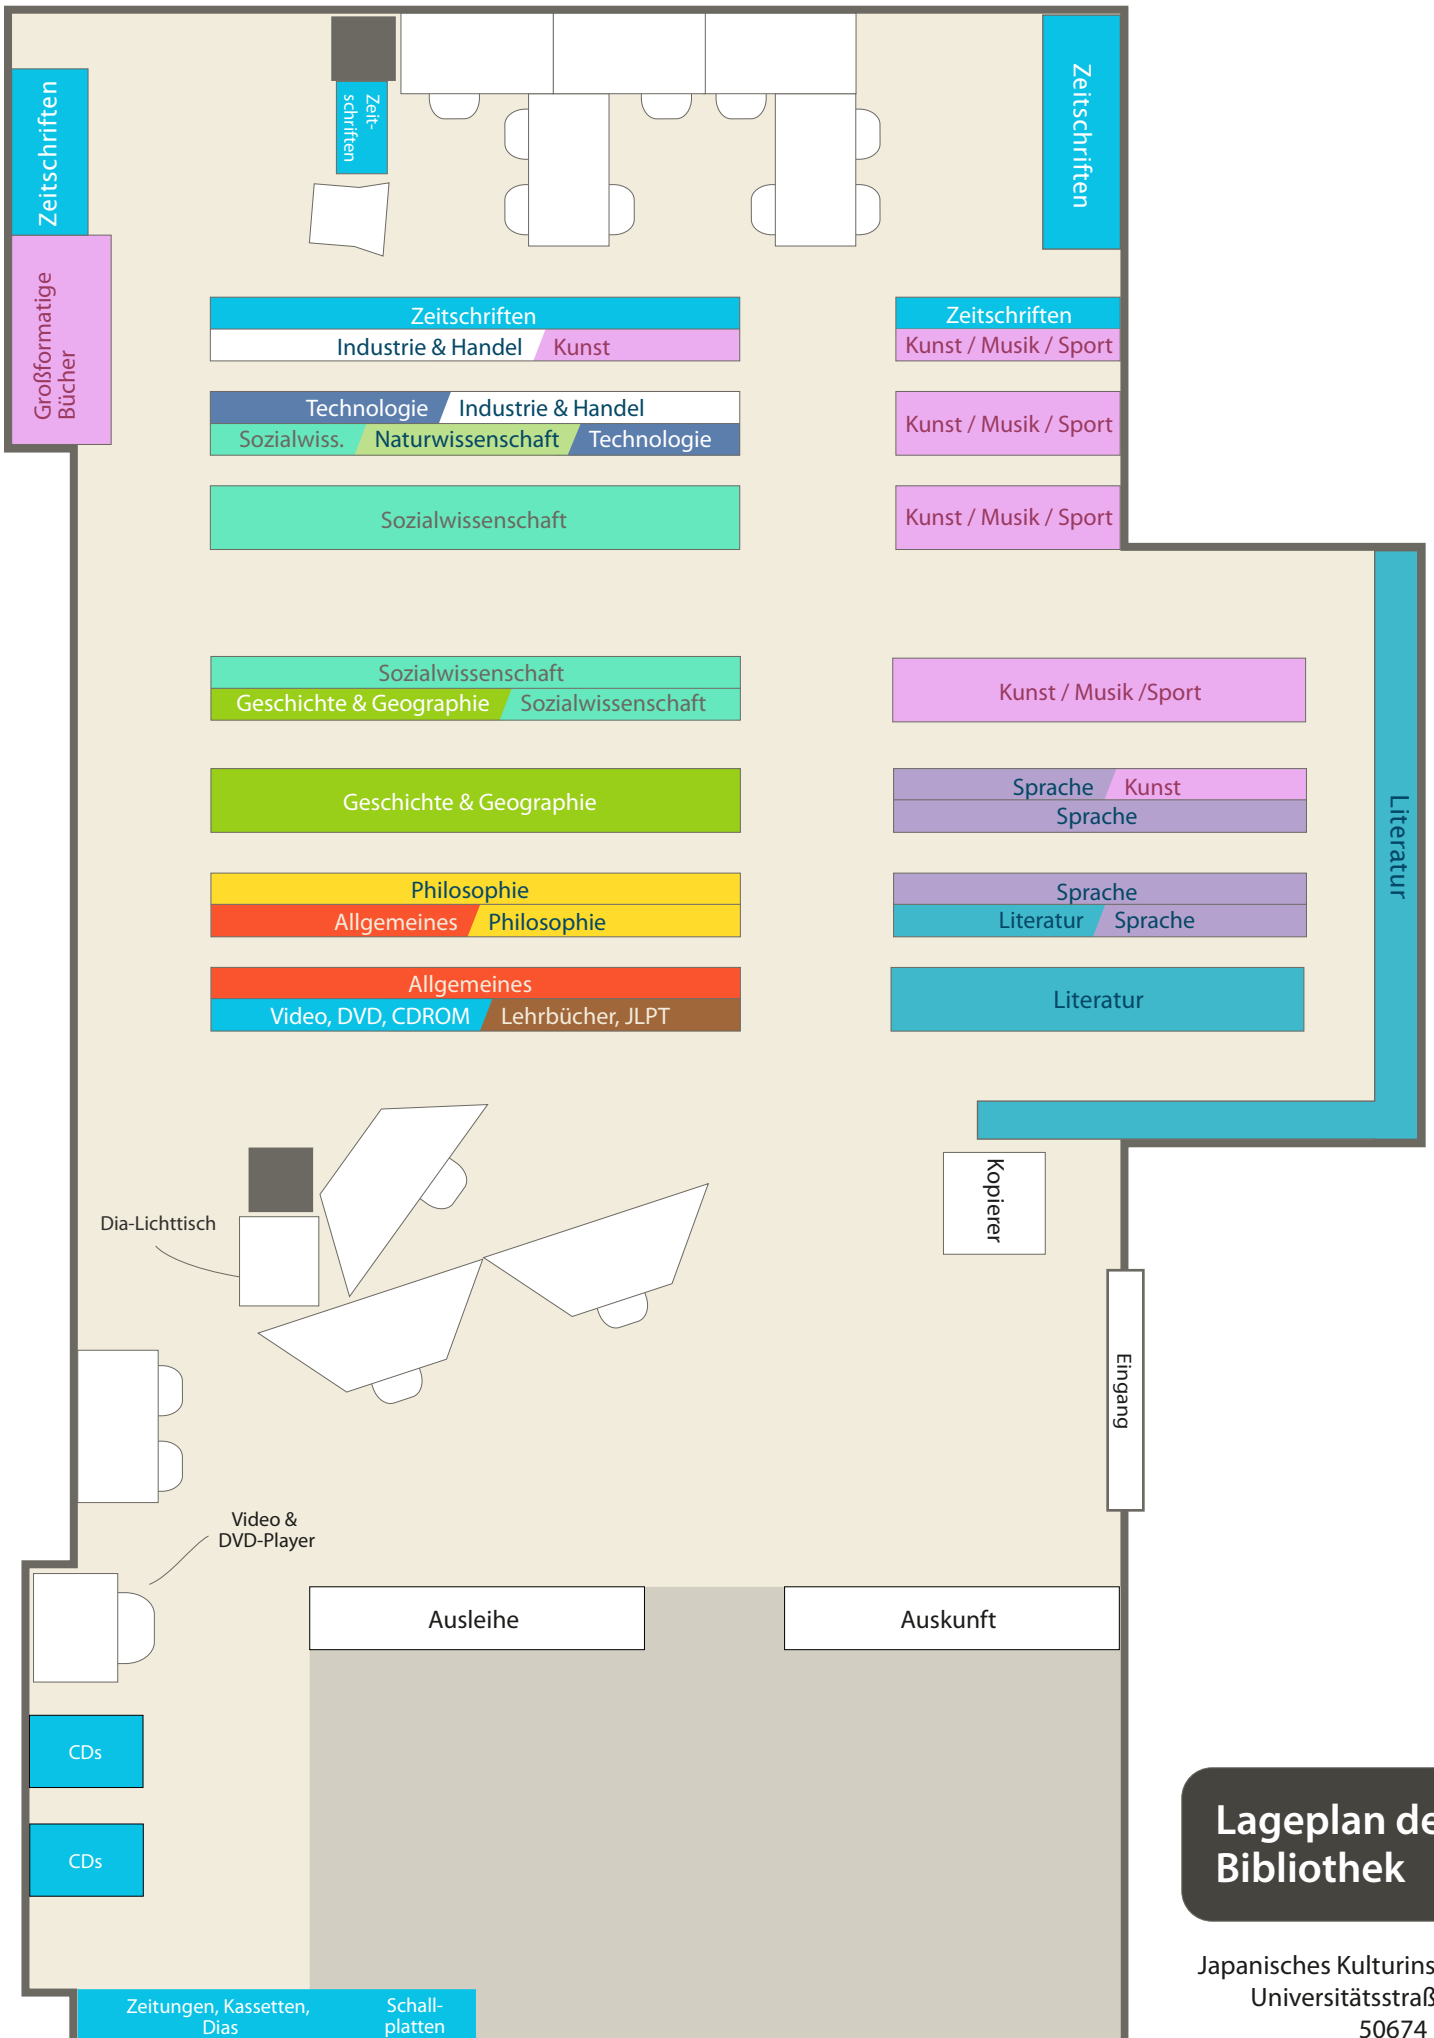 Zeitschriften
Zeit-
schriften
Zeitschriften
Großformatige
Bücher
Zeitschriften
Industrie & Handel
Kunst
Zeitschriften
Kunst / Musik / Sport
Technologie
Industrie & Handel
Sozialwiss.
Naturwissenschaft
Technologie
Kunst / Musik / Sport
Sozialwissenschaft
Kunst / Musik / Sport
Sozialwissenschaft
Geschichte & Geographie
Sozialwissenschaft
Kunst / Musik /Sport
Geschichte & Geographie
Sprache
Kunst
Sprache
Literatur
Philosophie
Allgemeines
Philosophie
Sprache
Literatur
Sprache
Allgemeines
Video, DVD, CDROM
Lehrbücher, JLPT
Literatur
Kopierer
Dia-Lichttisch
Eingang
Video &
DVD-Player
Ausleihe
Auskunft
CDs
CDs
Lageplan de
Bibliothek
Japanisches Kulturins
Universitätsstraß
50674
Zeitungen, Kassetten,
Dias
Schall-
platten